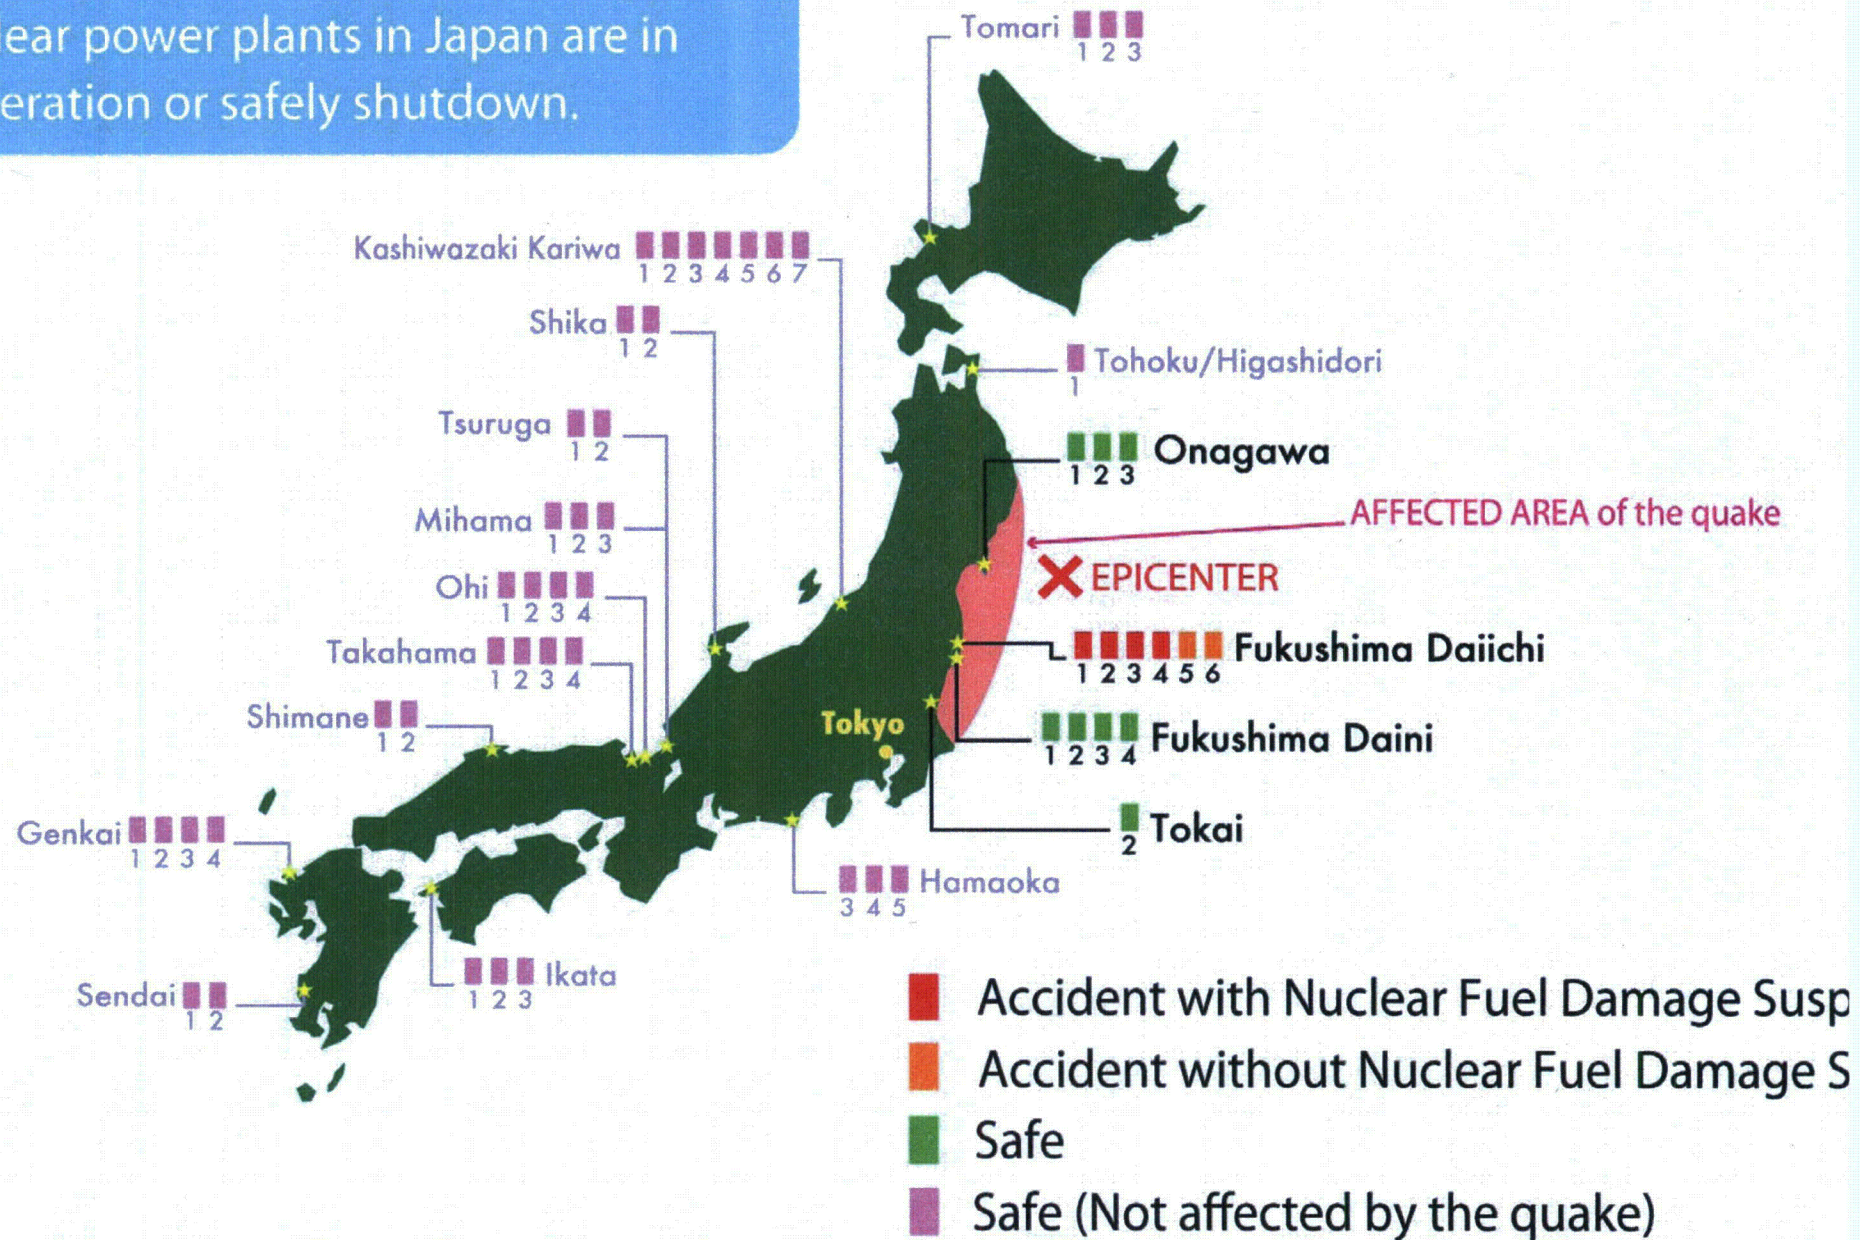 lear power plants in Japan are in
eration or safely shutdown.
Tomari
1 2 3
Kashiwazaki Kariwa
1 2 3 4 5 6 7
Shika
1 2
Tohoku/Higashidori
1
Tsuruga
1 2
Onagawa
1 2 3
Mihama
1 2 3
AFFECTED AREA of the quake
EPICENTER
Ohi
1 2 3 4
Takahama
1 2 3 4
Fukushima Daiichi
1 2 3 4 5 6
Shimane
1 2
Tokyo
Fukushima Daini
1 2 3 4
Genkai
1 2 3 4
Tokai
2
Hamaoka
3 4 5
Ikata
1 2 3
Sendai
1 2
Accident with Nuclear Fuel Damage Susp
Accident without Nuclear Fuel Damage S
Safe
Safe (Not affected by the quake)